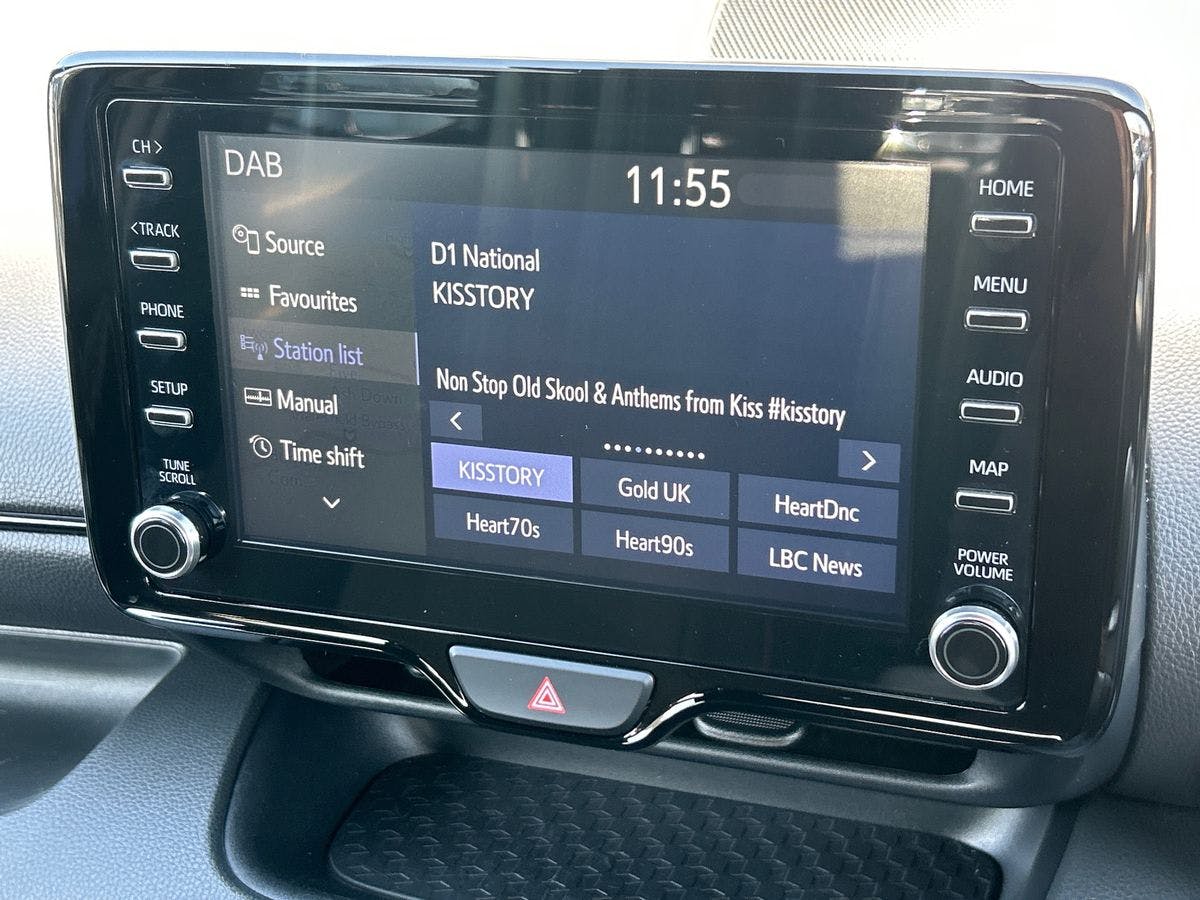 CH>
<TRACK
PHONE
SETUP
TUNE
SCROLL
DAB
11:55
Source
Favourites
Station list
Manual
Time shift
D1 National
KISSTORY
Non Stop Old Skool & Anthems from Kiss #kisstory
KISSTORY
Gold UK
HeartDnc
Heart70s
Heart90s
LBC News
HOME
MENU
AUDIO
MAP
POWER
VOLUME